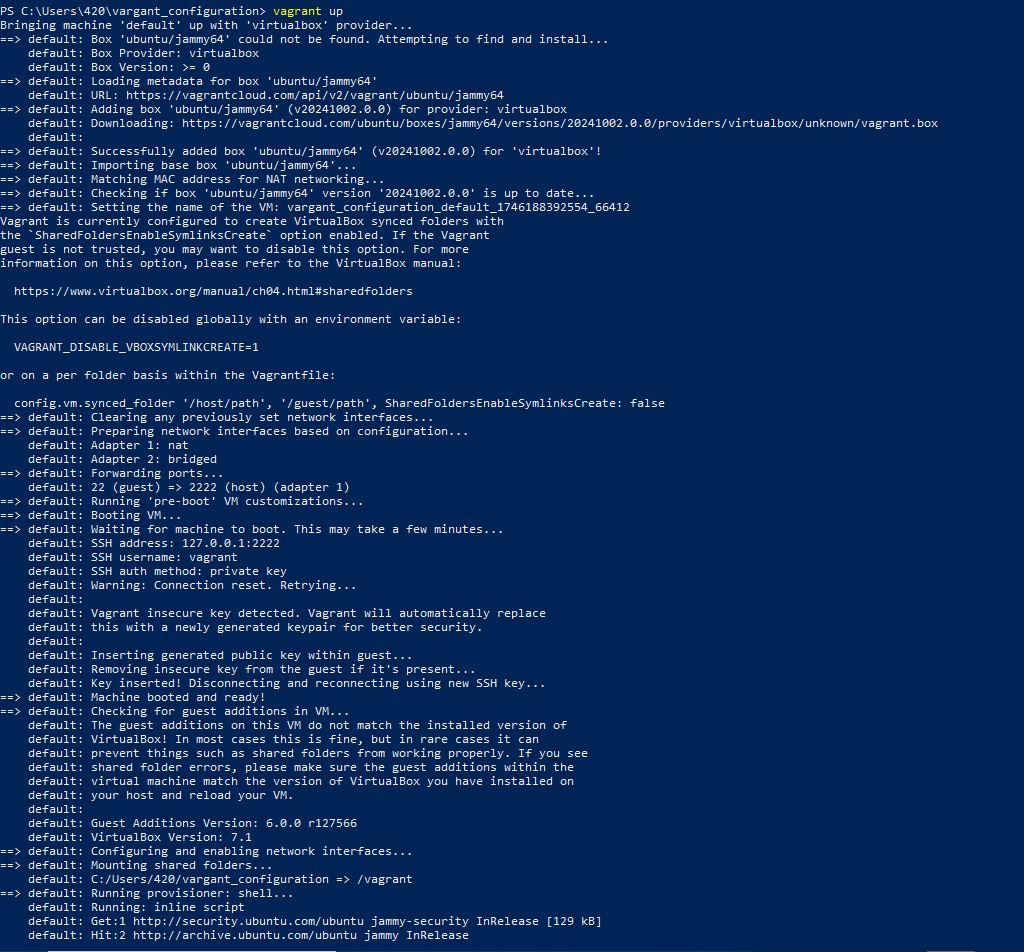 PS C:\Users\420\vargant_configuration> vagrant up
Bringing machine 'default' up with 'virtualbox' provider...
==> default: Box 'ubuntu/jammy64' could not be found. Attempting to find and install...
    default: Box Provider: virtualbox
    default: Box Version: >= 0
==> default: Loading metadata for box 'ubuntu/jammy64'
    default: URL: https://vagrantcloud.com/api/v2/vagrant/ubuntu/jammy64
==> default: Adding box 'ubuntu/jammy64' (v20241002.0.0) for provider: virtualbox
    default: Downloading: https://vagrantcloud.com/ubuntu/boxes/jammy64/versions/20241002.0.0/providers/virtualbox/unknown/vagrant.box
    default:
==> default: Successfully added box 'ubuntu/jammy64' (v20241002.0.0) for 'virtualbox'!
==> default: Importing base box 'ubuntu/jammy64'...
==> default: Matching MAC address for NAT networking...
==> default: Checking if box 'ubuntu/jammy64' version '20241002.0.0' is up to date...
==> default: Setting the name of the VM: vargant_configuration_default_1746188392554_66412
Vagrant is currently configured to create VirtualBox synced folders with
the `SharedFoldersEnableSymlinksCreate` option enabled. If the Vagrant
guest is not trusted, you may want to disable this option. For more
information on this option, please refer to the VirtualBox manual:

  https://www.virtualbox.org/manual/ch04.html#sharedfolders

This option can be disabled globally with an environment variable:

  VAGRANT_DISABLE_VBOXSYMLINKCREATE=1

or on a per folder basis within the Vagrantfile:

  config.vm.synced_folder '/host/path', '/guest/path', SharedFoldersEnableSymlinksCreate: false
==> default: Clearing any previously set network interfaces...
==> default: Preparing network interfaces based on configuration...
    default: Adapter 1: nat
    default: Adapter 2: bridged
==> default: Forwarding ports...
    default: 22 (guest) => 2222 (host) (adapter 1)
==> default: Running 'pre-boot' VM customizations...
==> default: Booting VM...
==> default: Waiting for machine to boot. This may take a few minutes...
    default: SSH address: 127.0.0.1:2222
    default: SSH username: vagrant
    default: SSH auth method: private key
    default: Warning: Connection reset. Retrying...
    default:
    default: Vagrant insecure key detected. Vagrant will automatically replace
    default: this with a newly generated keypair for better security.
    default:
    default: Inserting generated public key within guest...
    default: Removing insecure key from the guest if it's present...
    default: Key inserted! Disconnecting and reconnecting using new SSH key...
==> default: Machine booted and ready!
==> default: Checking for guest additions in VM...
    default: The guest additions on this VM do not match the installed version of
    default: VirtualBox! In most cases this is fine, but in rare cases it can
    default: prevent things such as shared folders from working properly. If you see
    default: shared folder errors, please make sure the guest additions within the
    default: virtual machine match the version of VirtualBox you have installed on
    default: your host and reload your VM.
    default:
    default: Guest Additions Version: 6.0.0 r127566
    default: VirtualBox Version: 7.1
==> default: Configuring and enabling network interfaces...
==> default: Mounting shared folders...
    default: C:/Users/420/vargant_configuration => /vagrant
==> default: Running provisioner: shell...
    default: Running: inline script
    default: Get:1 http://security.ubuntu.com/ubuntu jammy-security InRelease [129 kB]
    default: Hit:2 http://archive.ubuntu.com/ubuntu jammy InRelease